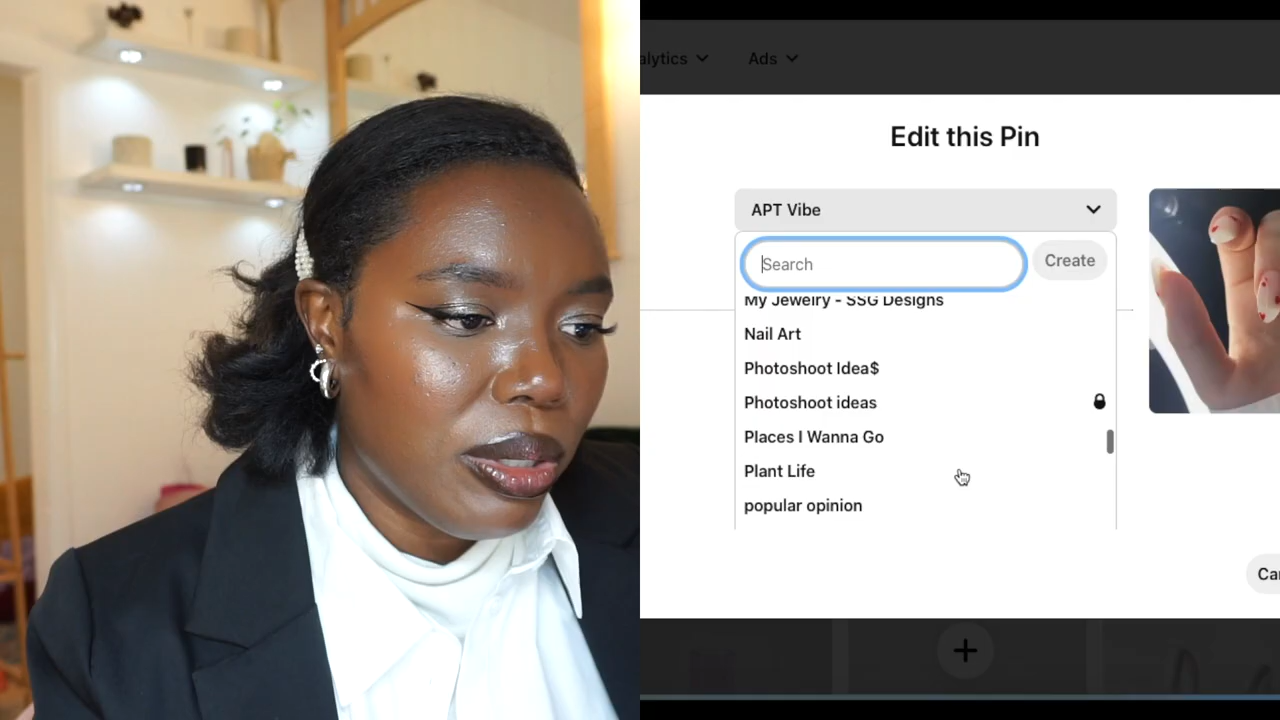 alytics
Ads
Edit this Pin
APT Vibe
Search
Create
My Jewelry - SSG Designs
Nail Art
Photoshoot Idea$
Photoshoot ideas
Places I Wanna Go
Plant Life
popular opinion
Ca